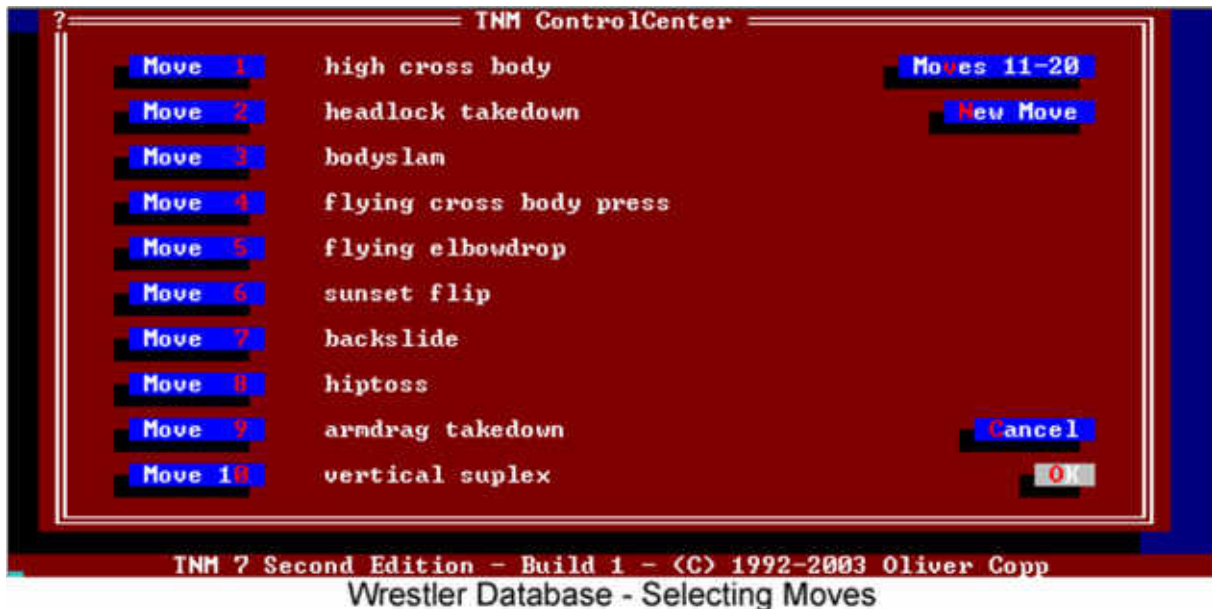 ? TNM ControlCenter
Move 1 high cross body Moves 11-20
Move 2 headlock takedown New Move
Move 3 bodyslam
Move 4 flying cross body press
Move 5 flying elbowdrop
Move 6 sunset flip
Move 7 backslide
Move 8 hiptoss
Move 9 armdrag takedown Cancel
Move 10 vertical suplex OK
TNM 7 Second Edition - Build 1 - (C) 1992-2003 Oliver Copp
Wrestler Database - Selecting Moves